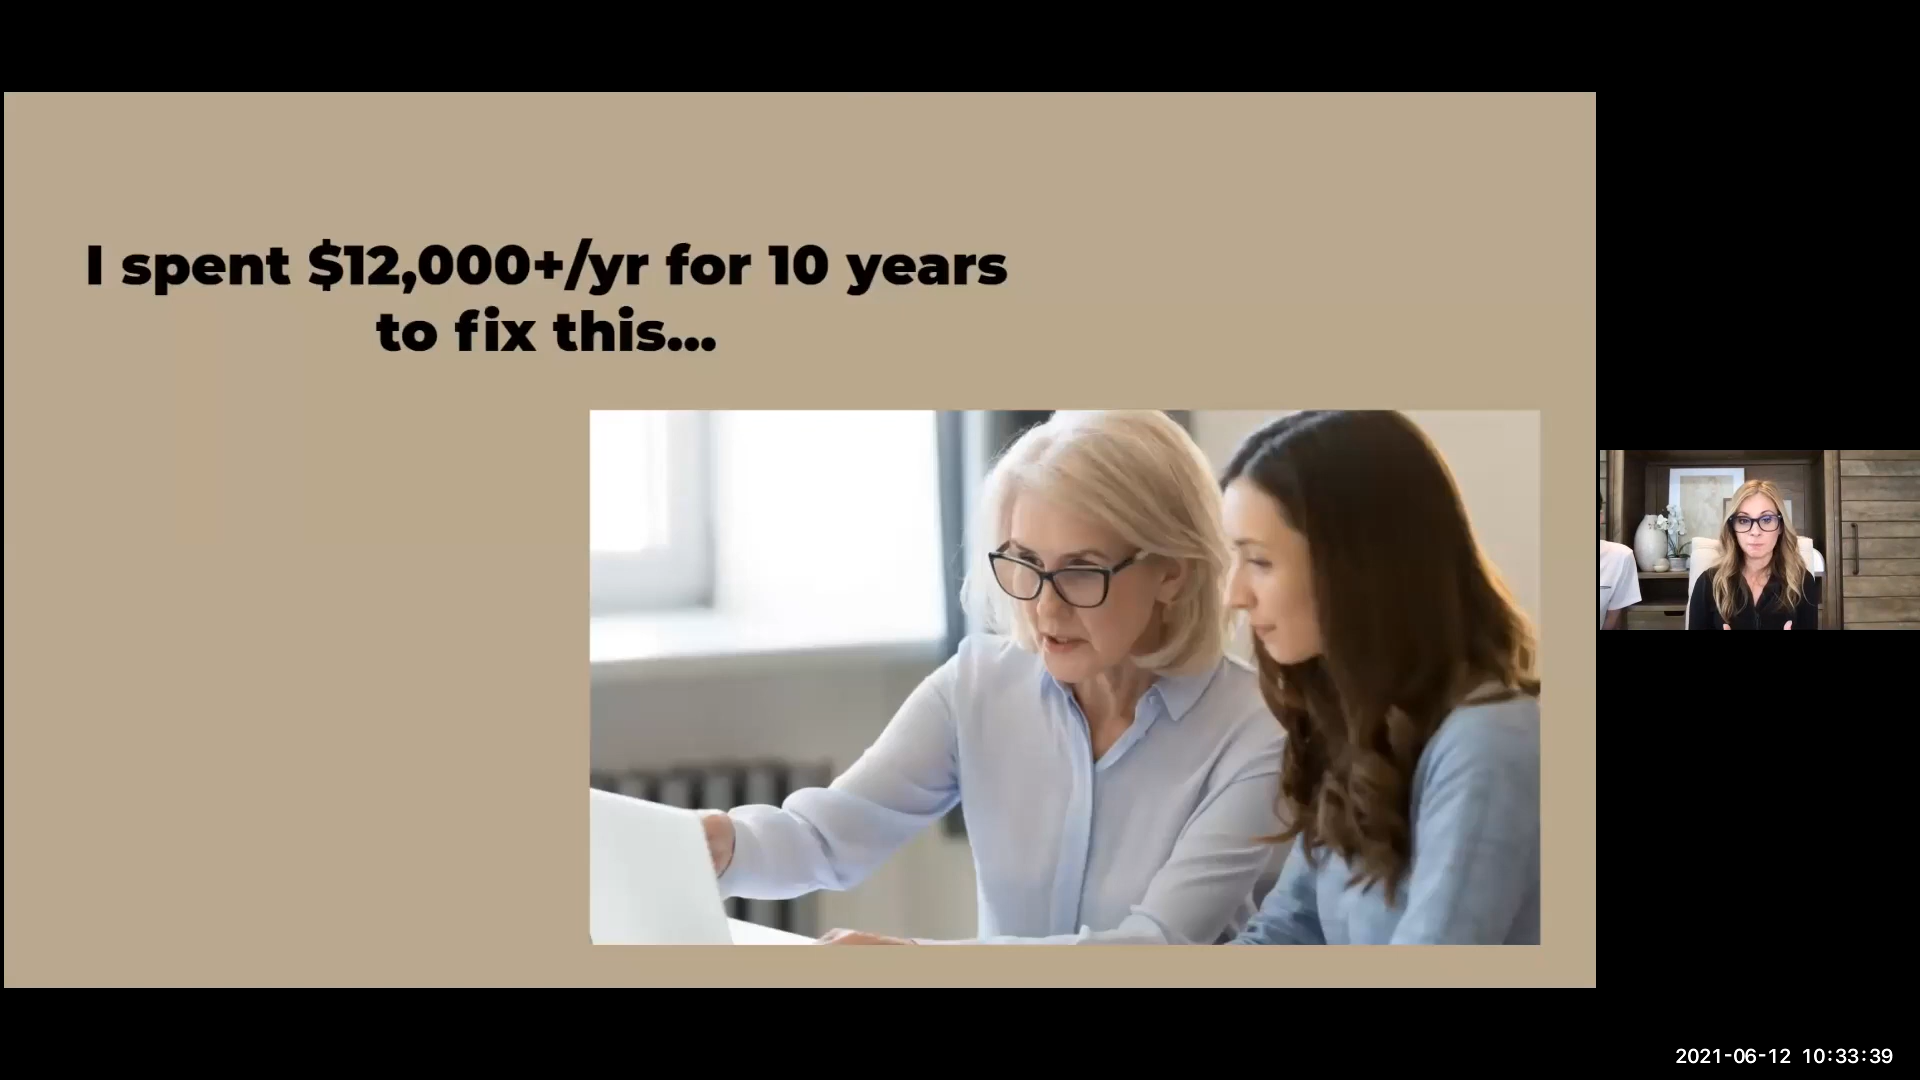 I spent $12,000+/yr for 10 years
to fix this...
2021-06-12 10:33:39